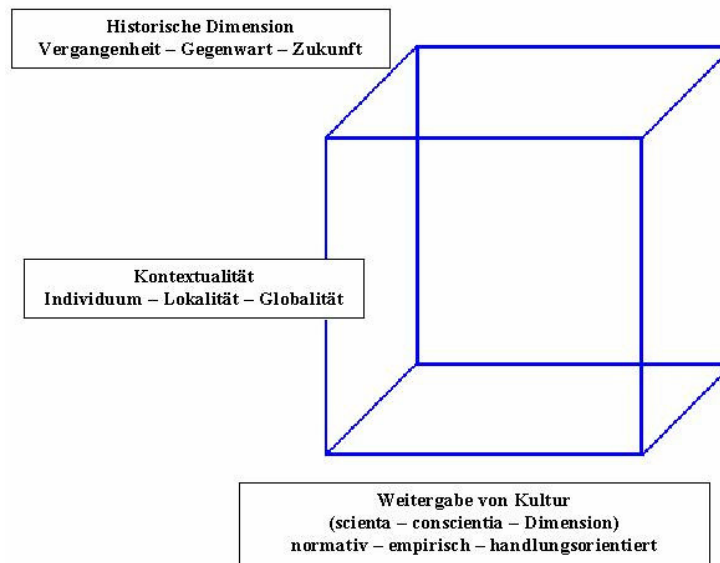 Historische Dimension
Vergangenheit – Gegenwart – Zukunft
Kontextualität
Individuum – Lokalität – Globalität
Weitergabe von Kultur
(scienta – conscientia – Dimension)
normativ – empirisch – handlungsorientiert